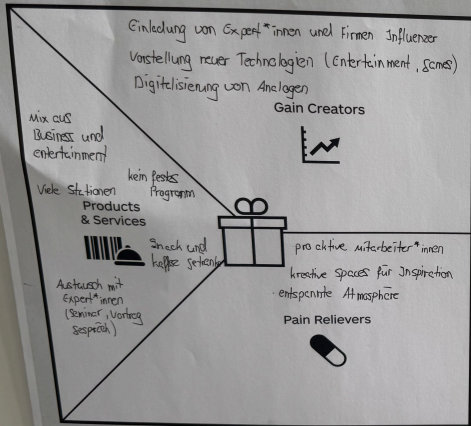 Einladung von Expert*innen und Firmen Influenzer
Vorstellung neuer Technologien (Entertainment, Games)
Digitalisierung von Analogen
Gain Creators
Mix aus
Business und
entertainment
kein festes
Viele Stationen Programm
Products
& Services
Snack und
kaffee getränke
Austausch mit
Expert*innen
(Seminar, Vortrag
Gespräch)
proaktive Mitarbeiter*innen
kreative Spaces für Inspiration
entspannte Atmosphäre
Pain Relievers